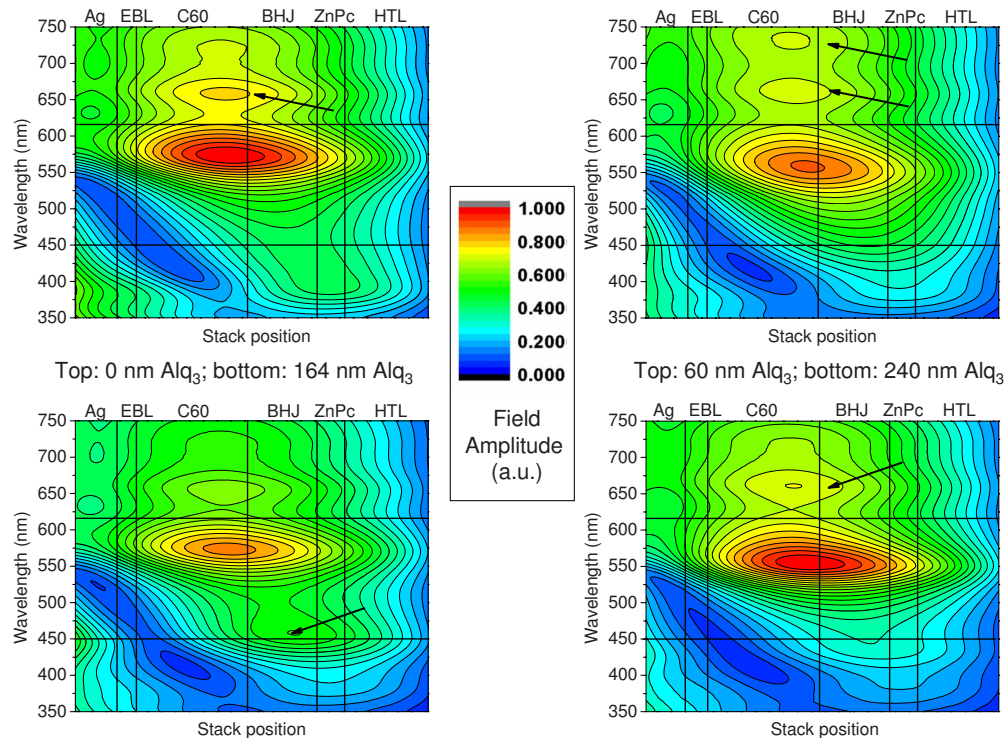 Ag EBL C60 BHJ ZnPc HTL
750
700
650
600
550
500
450
400
350
Wavelength (nm)
Stack position
Ag EBL C60 BHJ ZnPc HTL
750
700
650
600
550
500
450
400
350
Wavelength (nm)
Stack position
1.000
0.800
0.600
0.400
0.200
0.000
Field
Amplitude
(a.u.)
Top: 0 nm Alq₃; bottom: 164 nm Alq₃
Top: 60 nm Alq₃; bottom: 240 nm Alq₃
Ag EBL C60 BHJ ZnPc HTL
750
700
650
600
550
500
450
400
350
Wavelength (nm)
Stack position
Ag EBL C60 BHJ ZnPc HTL
750
700
650
600
550
500
450
400
350
Wavelength (nm)
Stack position